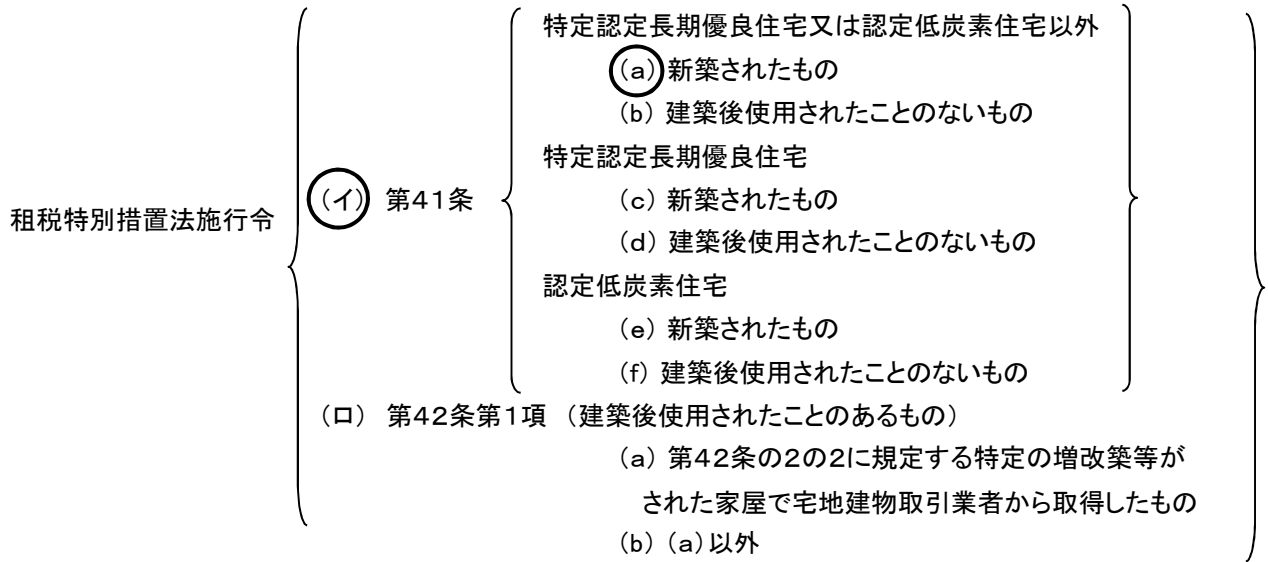 特定認定長期優良住宅又は認定低炭素住宅以外
(a) 新築されたもの
(b) 建築後使用されたことのないもの
特定認定長期優良住宅
租税特別措置法施行令 (イ) 第41条 (c) 新築されたもの
(d) 建築後使用されたことのないもの
認定低炭素住宅
(e) 新築されたもの
(f) 建築後使用されたことのないもの
(ロ) 第42条第1項 (建築後使用されたことのあるもの)
(a) 第42条の2の2に規定する特定の増改築等が
された家屋で宅地建物取引業者から取得したもの
(b) (a)以外